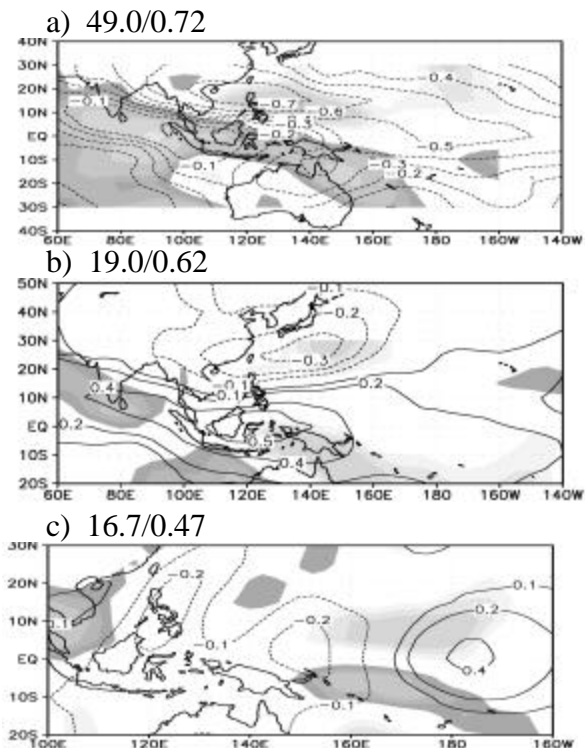 a) 49.0/0.72
40N
30N
20N
10N
EQ
10S
20S
30S
40S
-0.1
-0.4
-0.7
-0.6
-0.2
-0.5
-0.1
-0.3
-0.2
60E 80E 100E 120E 140E 160E 180 160W 140W
b) 19.0/0.62
50N
40N
30N
20N
10N
EQ
10S
20S
-0.1
-0.2
-0.3
0.4
-0.1
0.1
0.2
0.2
0.5
0.4
60E 80E 100E 120E 140E 160E 180 160W 140W
c) 16.7/0.47
30N
20N
10N
EQ
10S
20S
-0.2
0.1
0.2
0.1
-0.2
-0.1
0.4
-0.1
100E 120E 140E 160E 180 160W